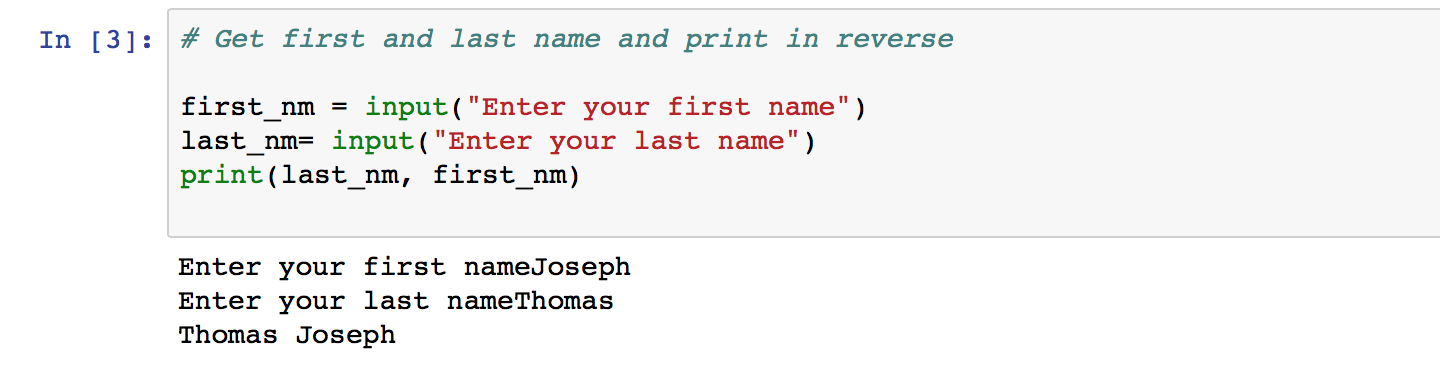 In [3]: # Get first and last name and print in reverse
first_nm = input("Enter your first name")
last_nm= input("Enter your last name")
print(last_nm, first_nm)
Enter your first nameJoseph
Enter your last nameThomas
Thomas Joseph